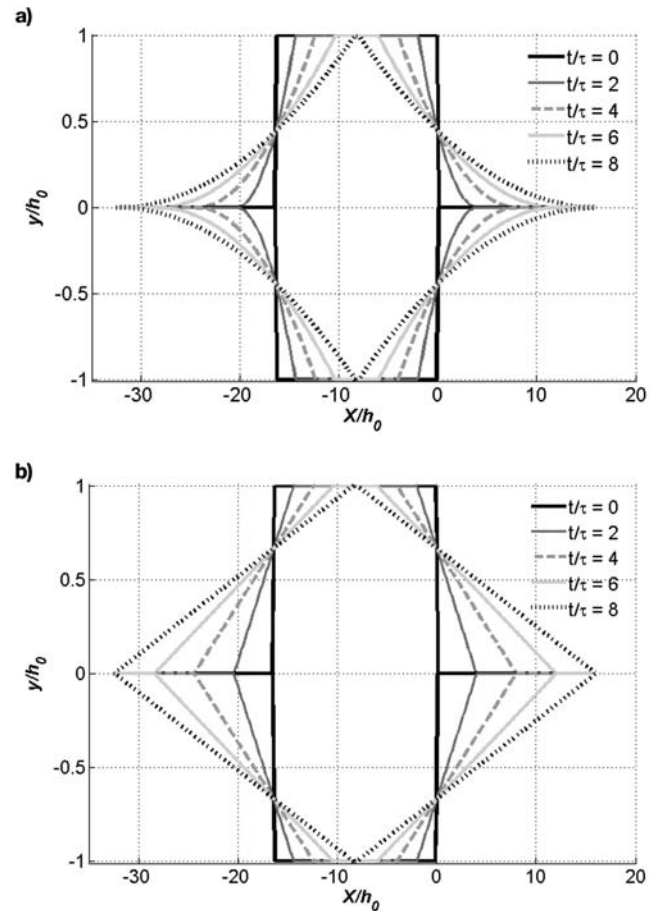 a)
1
0.5
0
-0.5
-1
y/h0
-30
-20
-10
0
10
20
X/h0
t/τ = 0
t/τ = 2
t/τ = 4
t/τ = 6
t/τ = 8
b)
1
0.5
0
-0.5
-1
y/h0
-30
-20
-10
0
10
20
X/h0
t/τ = 0
t/τ = 2
t/τ = 4
t/τ = 6
t/τ = 8